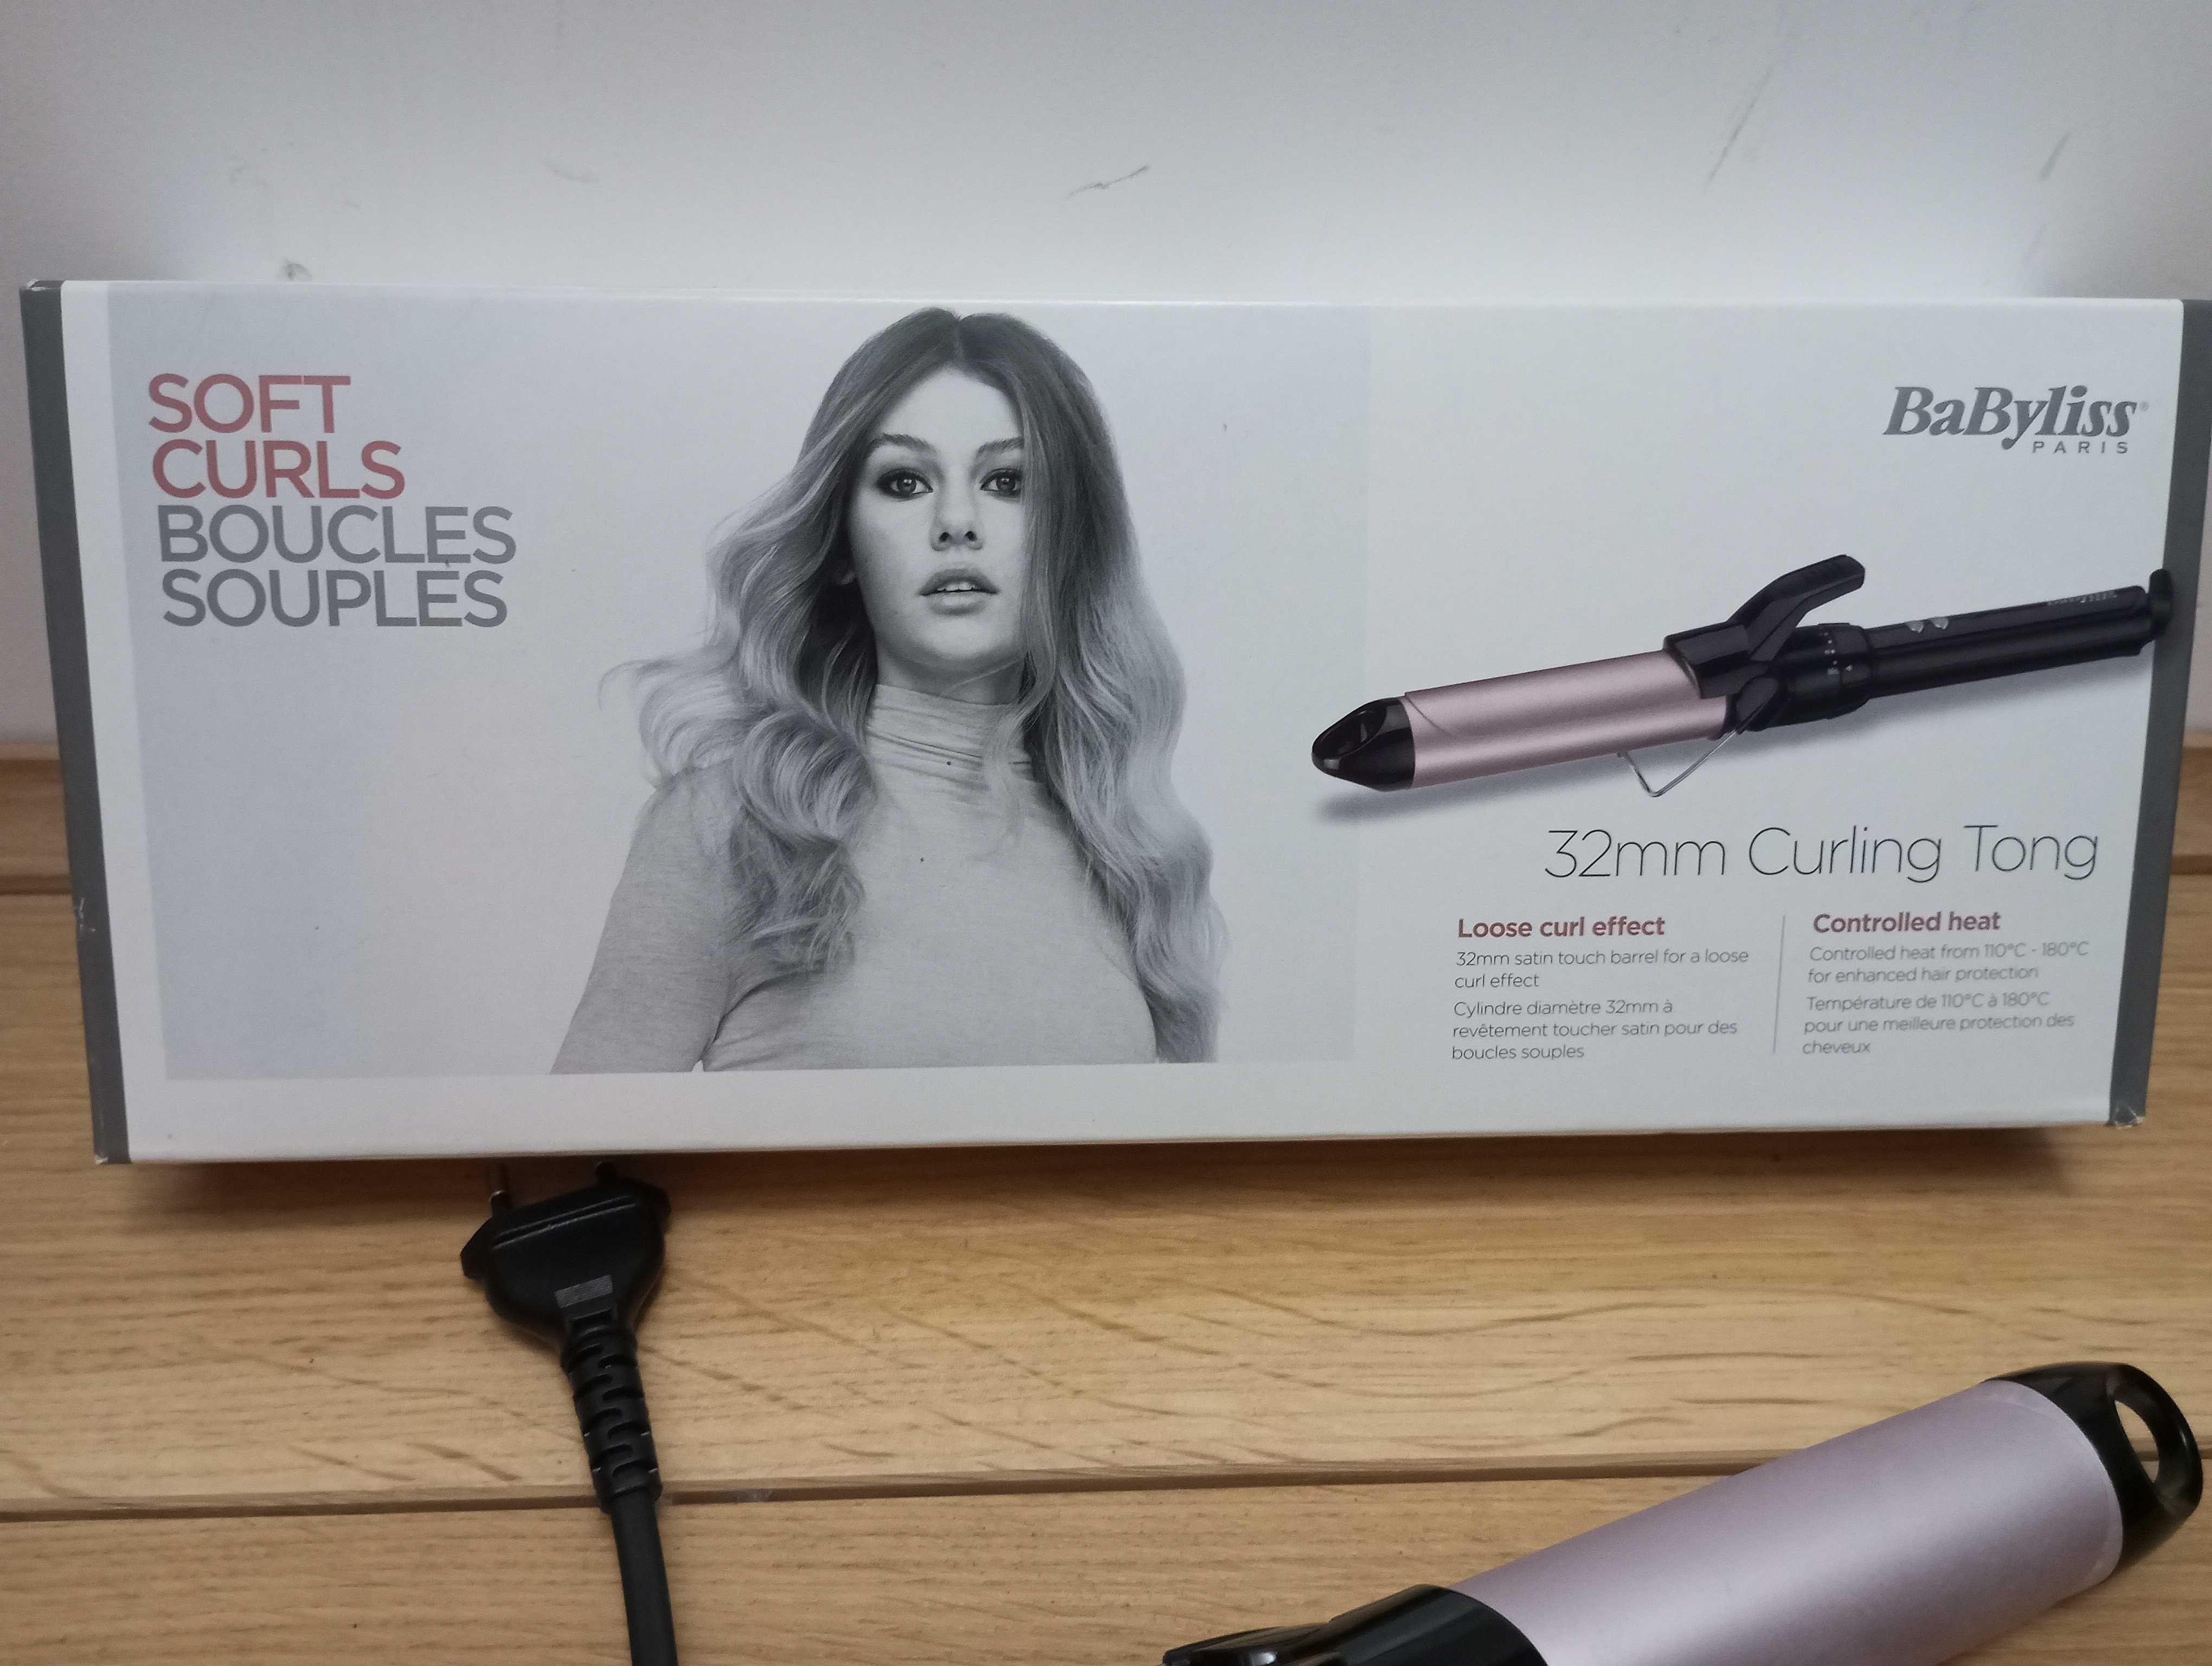 SOFT
CURLS
BOUCLES
SOUPLES
BaByliss®
PARIS
32mm Curling Tong
Loose curl effect
32mm satin touch barrel for a loose
curl effect
Cylindre diamètre 32mm à
revêtement toucher satin pour des
boucles souples
Controlled heat
Controlled heat from 110°C - 180°C
for enhanced hair protection
Température de 110°C à 180°C
pour une meilleure protection des
cheveux